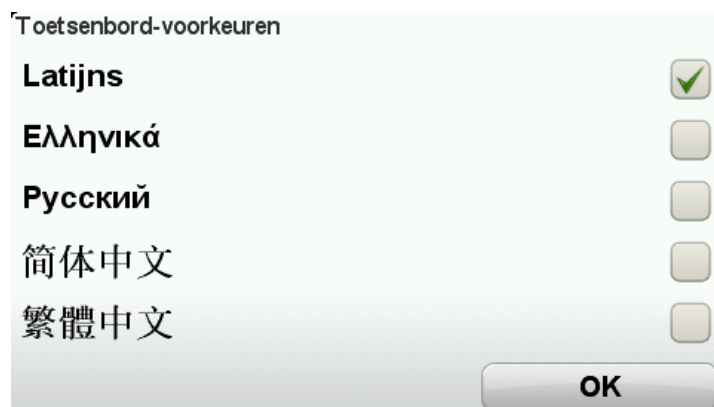 Toetsenbord-voorkeuren
Latijns
Ελληνικά
Русский
简体中文
繁體中文
OK